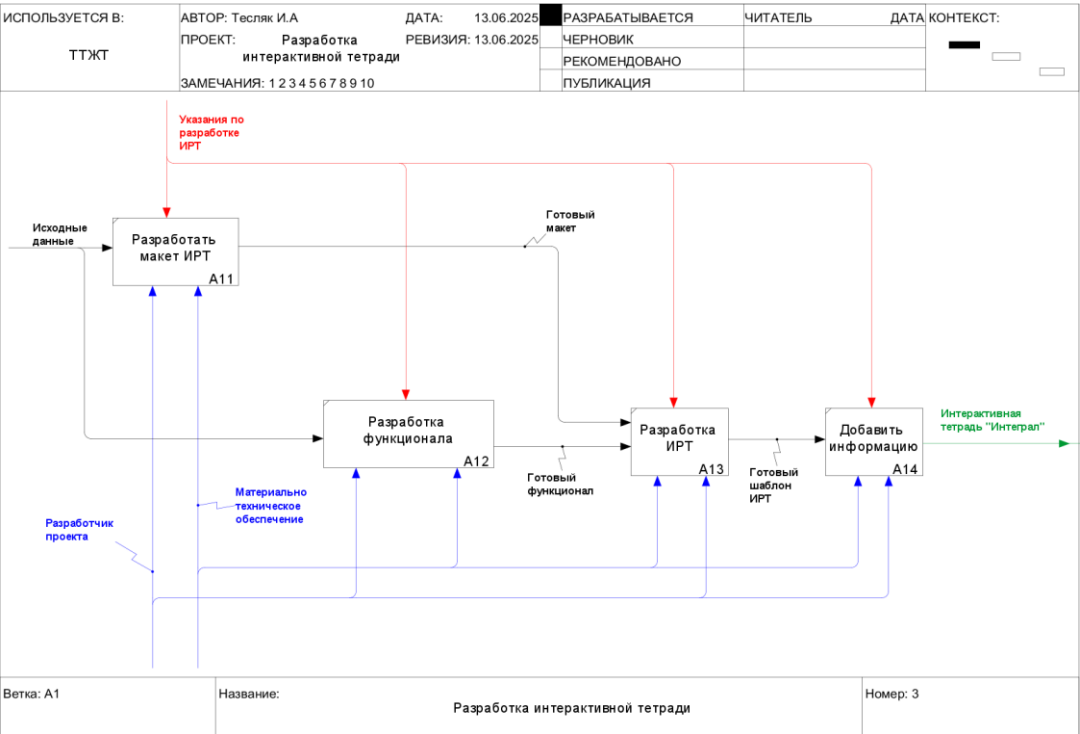 ИСПОЛЬЗУЕТСЯ В:
ТТЖТ
АВТОР: Тесляк И.А
ДАТА: 13.06.2025
ПРОЕКТ: Разработка
интерактивной тетради
РЕВИЗИЯ: 13.06.2025
ЗАМЕЧАНИЯ: 1 2 3 4 5 6 7 8 9 10
РАЗРАБАТЫВАЕТСЯ
ЧЕРНОВИК
РЕКОМЕНДОВАНО
ПУБЛИКАЦИЯ
ЧИТАТЕЛЬ
ДАТА
КОНТЕКСТ:
Указания по
разработке
ИРТ
Исходные
данные
Разработать
макет ИРТ
A11
Готовый
макет
Разработка
функционала
A12
Готовый
функционал
Разработка
ИРТ
A13
Готовый
шаблон
ИРТ
Добавить
информацию
A14
Интерактивная
тетрадь "Интеграл"
Материально
техническое
обеспечение
Разработчик
проекта
Ветка: A1
Название:
Разработка интерактивной тетради
Номер: 3